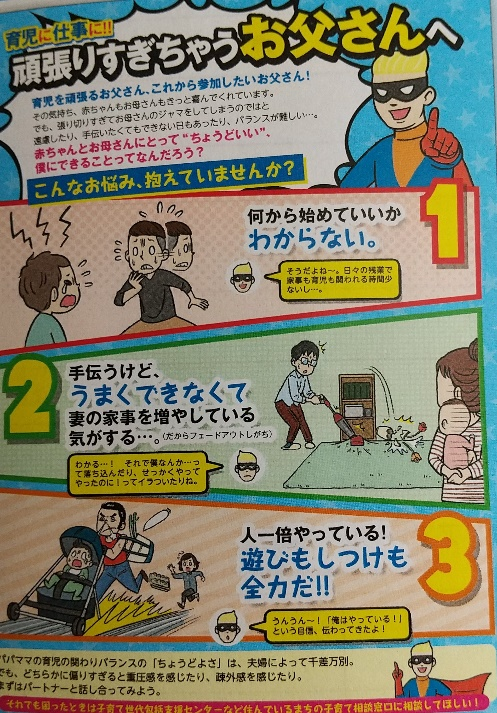 育児に仕事に!!
頑張りすぎちゃうお父さんへ
育児を頑張るお父さん、これから参加したいお父さん!
その気持ち、赤ちゃんもお母さんもきっと喜んでくれています。
でも、張り切りすぎてお母さんのジャマをしてしまうのではと
遠慮したり、手伝いたくてもできない日もあったり、バランスが難しい…。
赤ちゃんとお母さんにとって“ちょうどいい”、
僕にできることってなんだろう?
こんなお悩み、抱えていませんか?
1
何から始めていいか
わからない。
そうだよね〜。日々の残業で
家事も育児も関われる時間少
ないし…。
2
手伝うけど、
うまくできなくて
妻の家事を増やしている
気がする…。(だからフェードアウトしがち)
わかる…! それで僕なんか…っ
て落ち込んだり、せっかくやって
やったのに!ってイラついたりね。
3
人一倍やっている!
遊びもしつけも
全力だ!!
うんうん〜!「俺はやっている!」
という自信、伝わってきたよ!
パパママの育児の関わりバランスの「ちょうどよさ」は、夫婦によって千差万別。
でも、どちらかに偏りすぎると重圧感を感じたり、疎外感を感じたり。
まずはパートナーと話し合ってみよう。
それでも困ったときは子育て世代包括支援センターなど住んでいるまちの子育て相談窓口に相談してほしい!